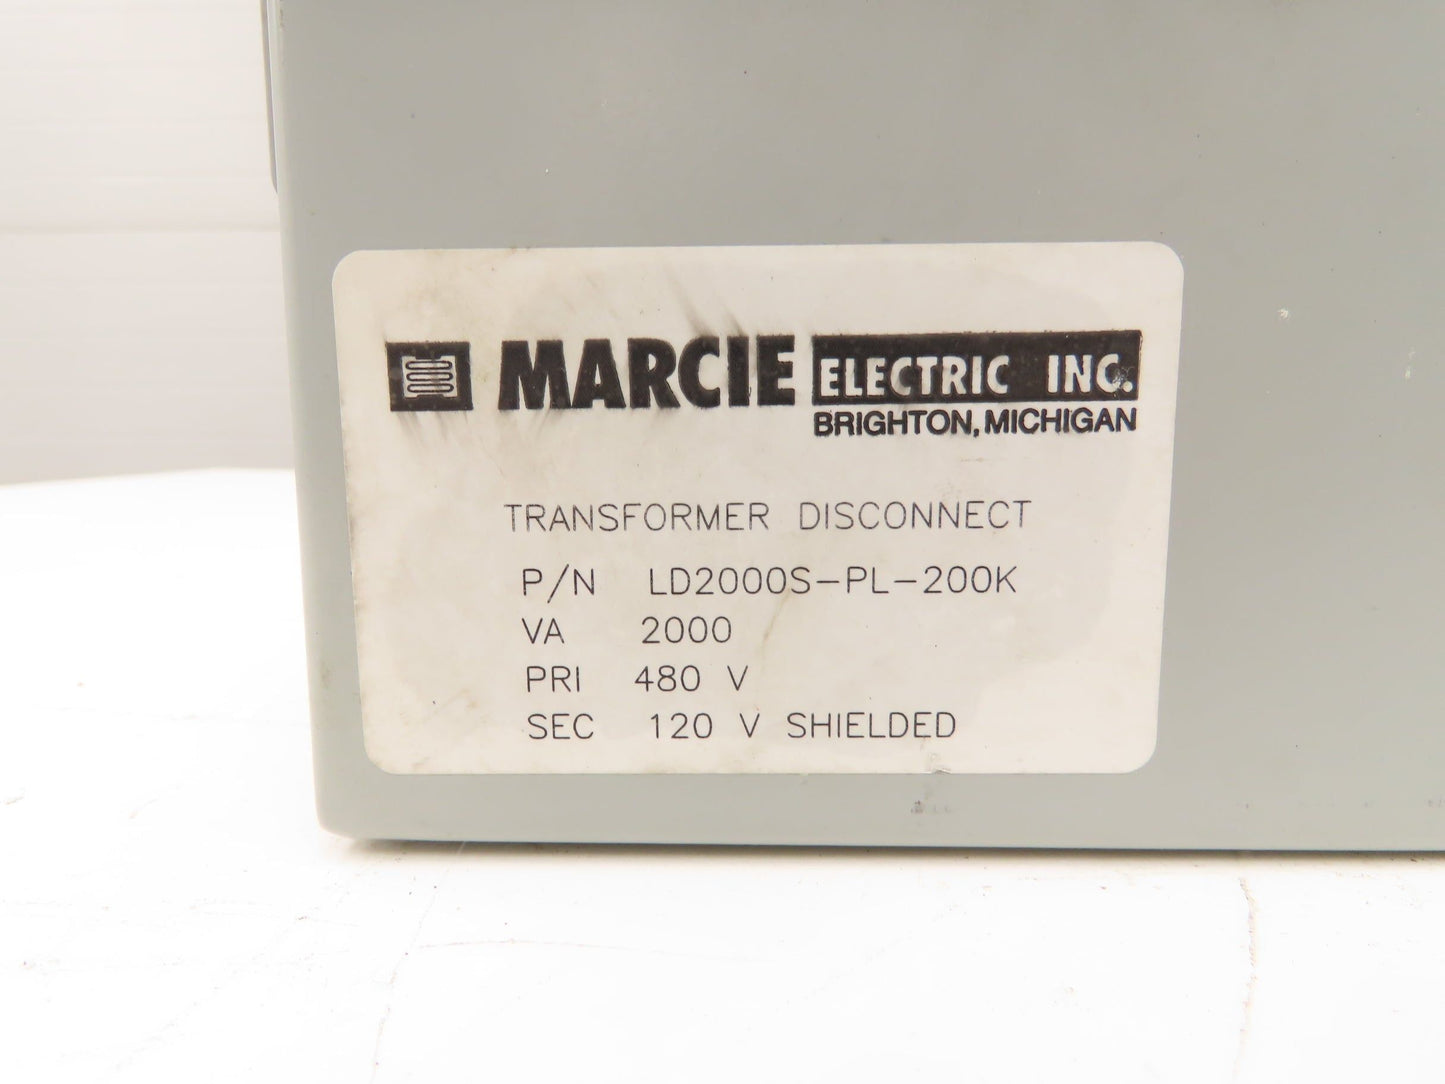 MARCIE ELECTRIC INC.
BRIGHTON, MICHIGAN
TRANSFORMER DISCONNECT
P/N LD2000S-PL-200K
VA 2000
PRI 480 V
SEC 120 V SHIELDED